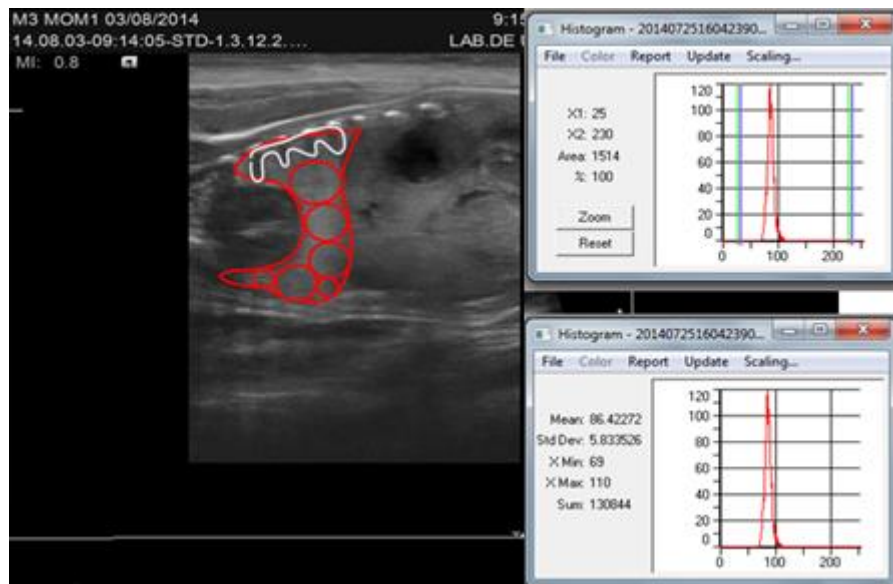 M3 MOM1 03/08/2014 9:15
14.08.03-09:14:05-STD-1.3.12.2.... LAB.DE
MI: 0.8
Histogram - 2014072516042390...
File Color Report Update Scaling...
X1: 25
X2: 230
Area: 1514
%: 100
Zoom
Reset
120
100
80
60
40
20
0
0 100 200
Histogram - 2014072516042390...
File Color Report Update Scaling...
Mean: 86.42272
Std Dev: 5.833526
X Min: 69
X Max: 110
Sum: 130844
120
100
80
60
40
20
0
0 100 200